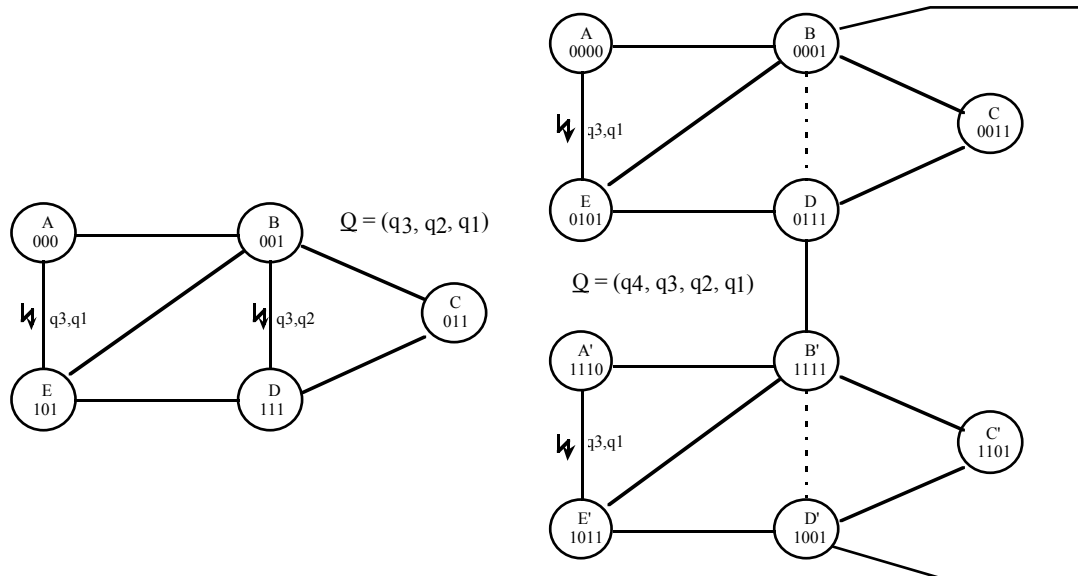 A
000
B
001
Q = (q3, q2, q1)
C
011
q3,q1
q3,q2
E
101
D
111
A
0000
B
0001
C
0011
q3,q1
E
0101
D
0111
Q = (q4, q3, q2, q1)
A'
1110
B'
1111
C'
1101
q3,q1
E'
1011
D'
1001